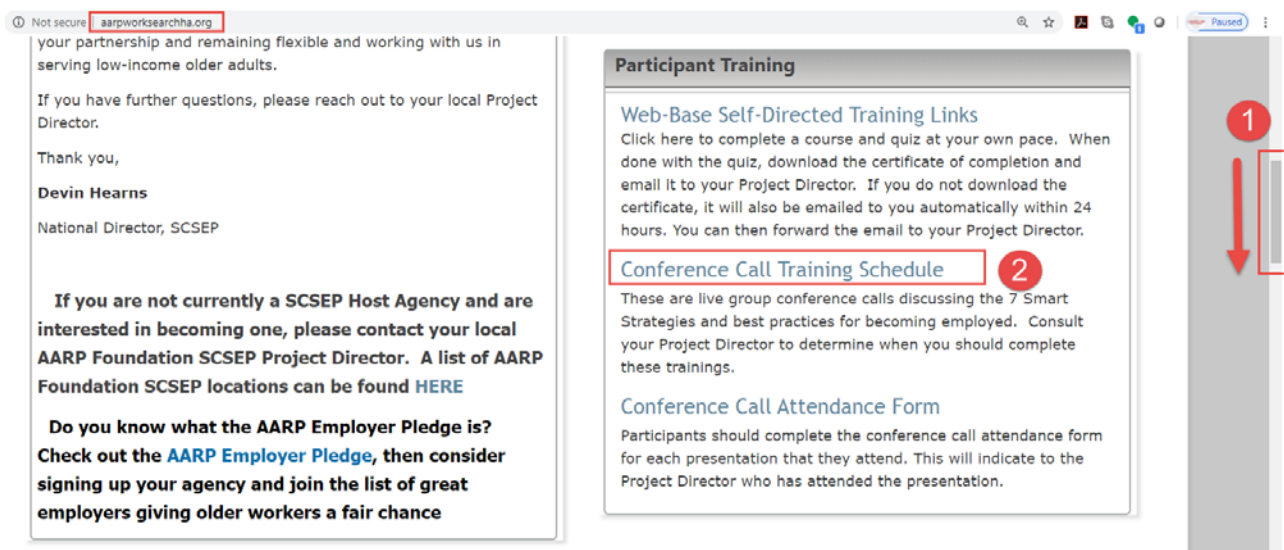 Not secure aarpworksearchha.org
Paused
your partnership and remaining flexible and working with us in
serving low-income older adults.
If you have further questions, please reach out to your local Project
Director.
Thank you,
Devin Hearns
National Director, SCSEP
If you are not currently a SCSEP Host Agency and are
interested in becoming one, please contact your local
AARP Foundation SCSEP Project Director. A list of AARP
Foundation SCSEP locations can be found HERE
Do you know what the AARP Employer Pledge is?
Check out the AARP Employer Pledge, then consider
signing up your agency and join the list of great
employers giving older workers a fair chance
Participant Training
Web-Base Self-Directed Training Links
Click here to complete a course and quiz at your own pace. When
done with the quiz, download the certificate of completion and
email it to your Project Director. If you do not download the
certificate, it will also be emailed to you automatically within 24
hours. You can then forward the email to your Project Director.
Conference Call Training Schedule
2
These are live group conference calls discussing the 7 Smart
Strategies and best practices for becoming employed. Consult
your Project Director to determine when you should complete
these trainings.
Conference Call Attendance Form
Participants should complete the conference call attendance form
for each presentation that they attend. This will indicate to the
Project Director who has attended the presentation.
1